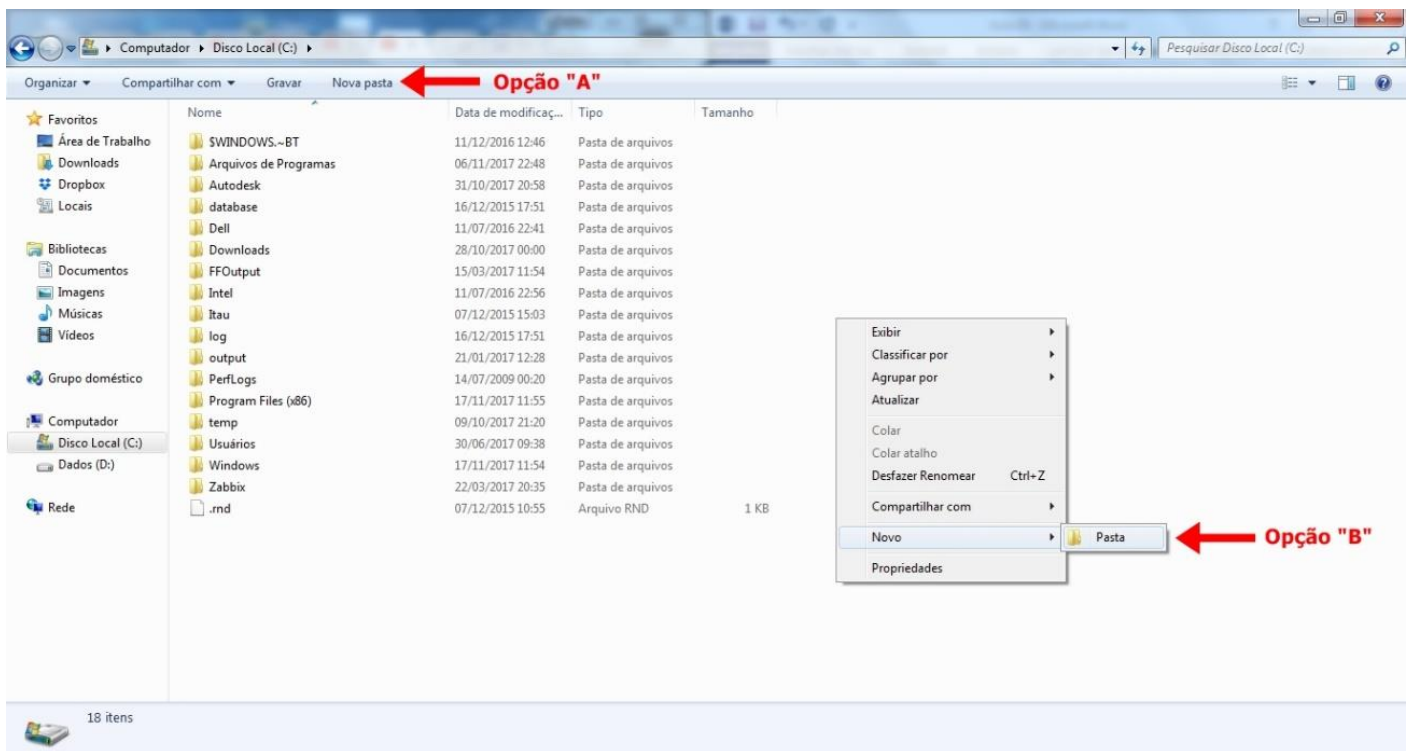 Computador Disco Local (C:)
Pesquisar Disco Local (C:)
Organizar Compartilhar com Gravar Nova pasta Opção "A"
Favoritos
Área de Trabalho
Downloads
Dropbox
Locais
Bibliotecas
Documentos
Imagens
Músicas
Vídeos
Grupo doméstico
Computador
Disco Local (C:)
Dados (D:)
Rede
Nome Data de modificaç... Tipo Tamanho
$WINDOWS.~BT 11/12/2016 12:46 Pasta de arquivos
Arquivos de Programas 06/11/2017 22:48 Pasta de arquivos
Autodesk 31/10/2017 20:58 Pasta de arquivos
database 16/12/2015 17:51 Pasta de arquivos
Dell 11/07/2016 22:41 Pasta de arquivos
Downloads 28/10/2017 00:00 Pasta de arquivos
FFOutput 15/03/2017 11:54 Pasta de arquivos
Intel 11/07/2016 22:56 Pasta de arquivos
Itau 07/12/2015 15:03 Pasta de arquivos
log 16/12/2015 17:51 Pasta de arquivos
output 21/01/2017 12:28 Pasta de arquivos
PerfLogs 14/07/2009 00:20 Pasta de arquivos
Program Files (x86) 17/11/2017 11:55 Pasta de arquivos
temp 09/10/2017 21:20 Pasta de arquivos
Usuários 30/06/2017 09:38 Pasta de arquivos
Windows 17/11/2017 11:54 Pasta de arquivos
Zabbix 22/03/2017 20:35 Pasta de arquivos
.rnd 07/12/2015 10:55 Arquivo RND 1 KB
Exibir
Classificar por
Agrupar por
Atualizar
Colar
Colar atalho
Desfazer Renomear Ctrl+Z
Compartilhar com
Novo Pasta Opção "B"
Propriedades
18 itens